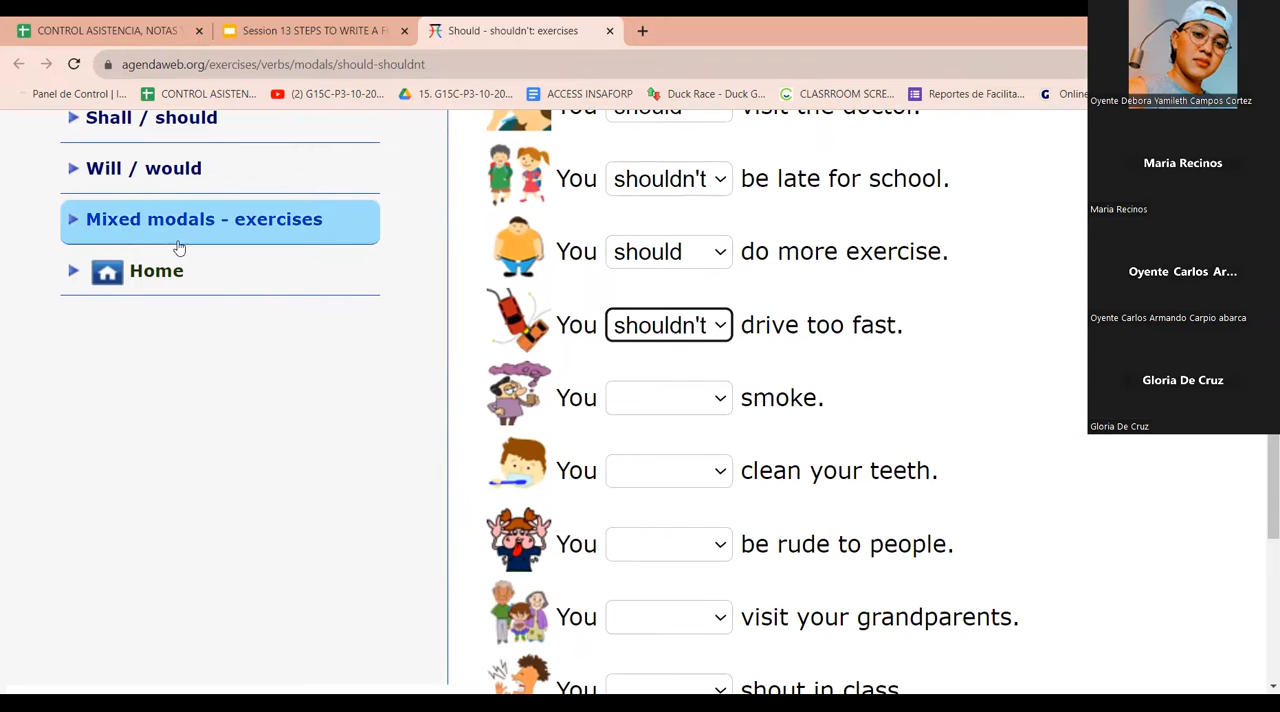 CONTROL ASISTENCIA, NOTAS
Session 13 STEPS TO WRITE A F
Should - shouldn't: exercises
agendaweb.org/exercises/verbs/modals/should-shouldnt
Panel de Control | I...
CONTROL ASISTEN...
(2) G15C-P3-10-20...
15. G15C-P3-10-20...
ACCESS INSAFORP
Duck Race - Duck G...
CLASRROOM SCRE...
Reportes de Facilita...
Online
Shall / should
Will / would
Mixed modals - exercises
Home
You should visit the doctor.
You shouldn't be late for school.
You should do more exercise.
You shouldn't drive too fast.
You smoke.
You clean your teeth.
You be rude to people.
You visit your grandparents.
You shout in class
Oyente Debora Yamileth Campos Cortez
Maria Recinos
Maria Recinos
Oyente Carlos Ar...
Oyente Carlos Armando Carpio abarca
Gloria De Cruz
Gloria De Cruz